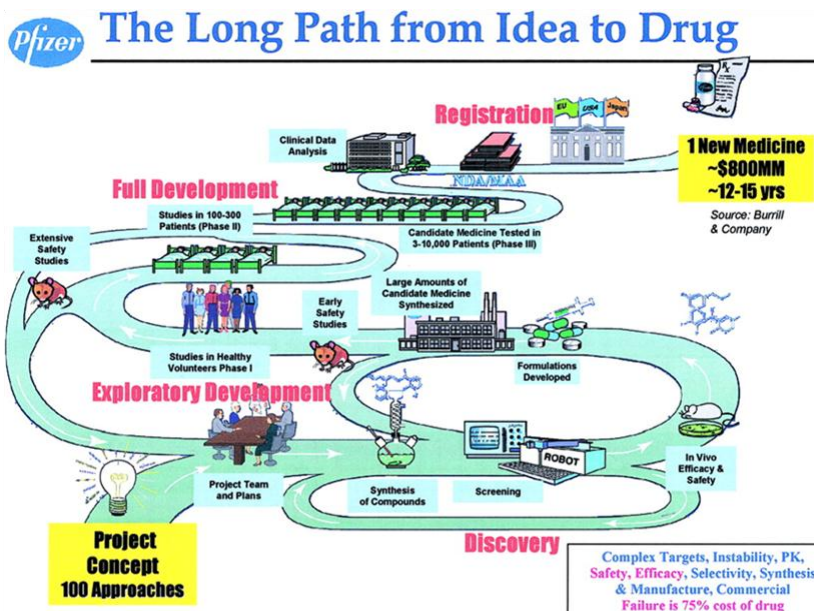 Pfizer
The Long Path from Idea to Drug
Registration
EU
USA
Japan
Clinical Data
Analysis
NDA/MAA
1 New Medicine
~$800MM
~12-15 yrs
Source: Burrill
& Company
Full Development
Studies in 100-300
Patients (Phase II)
Candidate Medicine Tested in
3-10,000 Patients (Phase III)
Extensive
Safety
Studies
Large Amounts of
Candidate Medicine
Synthesized
Early
Safety
Studies
Studies in Healthy
Volunteers Phase I
Formulations
Developed
Exploratory Development
Project Team
and Plans
Synthesis
of Compounds
Screening
ROBOT
In Vivo
Efficacy &
Safety
Project
Concept
100 Approaches
Discovery
Complex Targets, Instability, PK,
Safety, Efficacy, Selectivity, Synthesis
& Manufacture, Commercial
Failure is 75% cost of drug